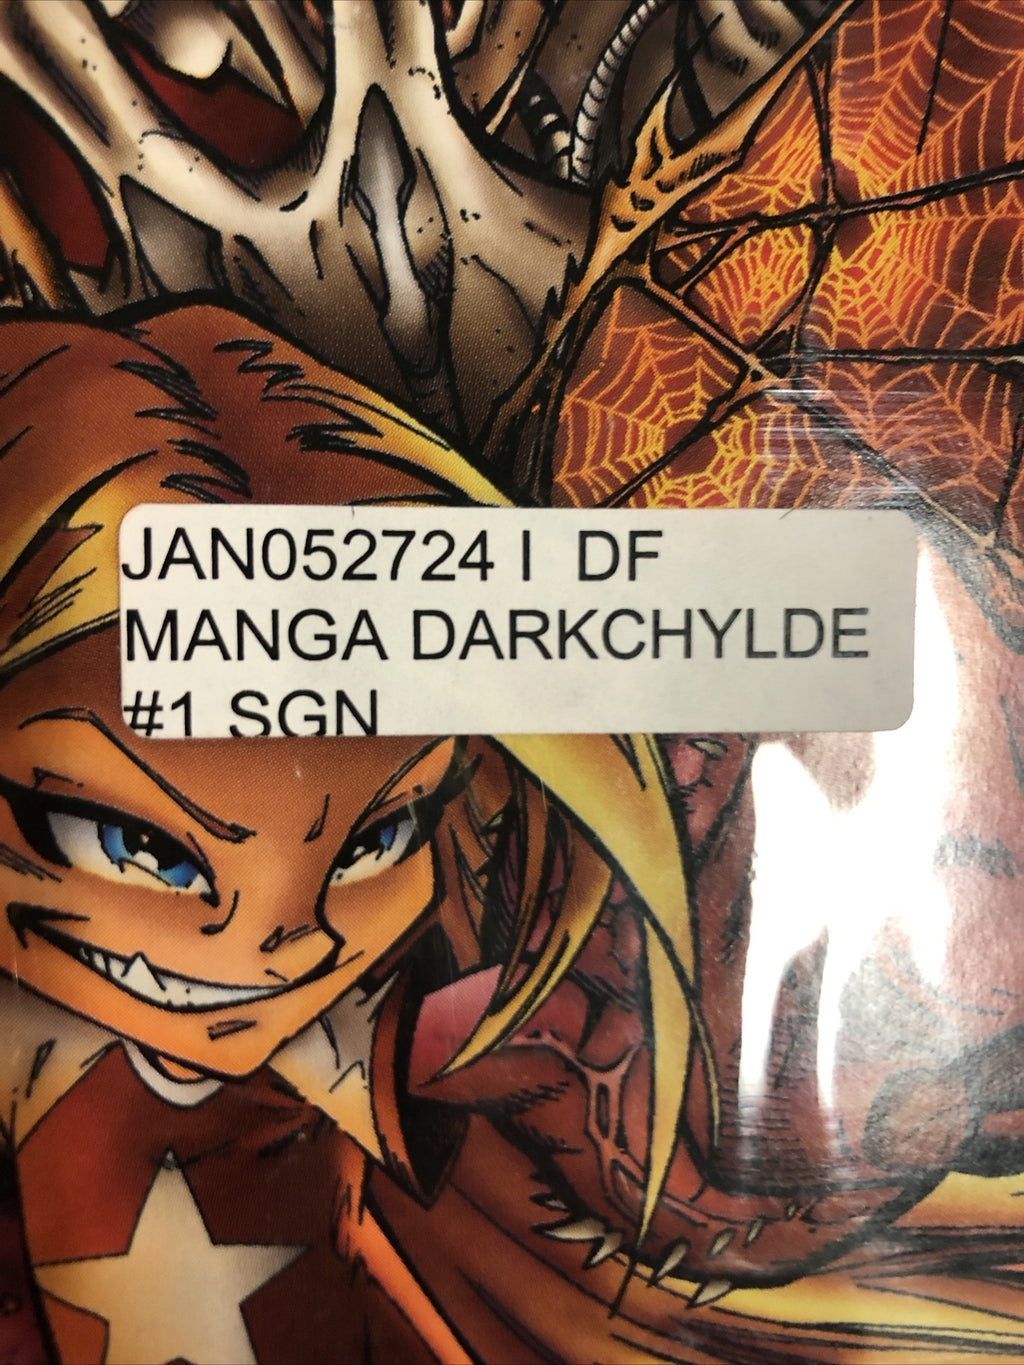 JAN052724 I DF
MANGA DARKCHYLDE
#1 SGN